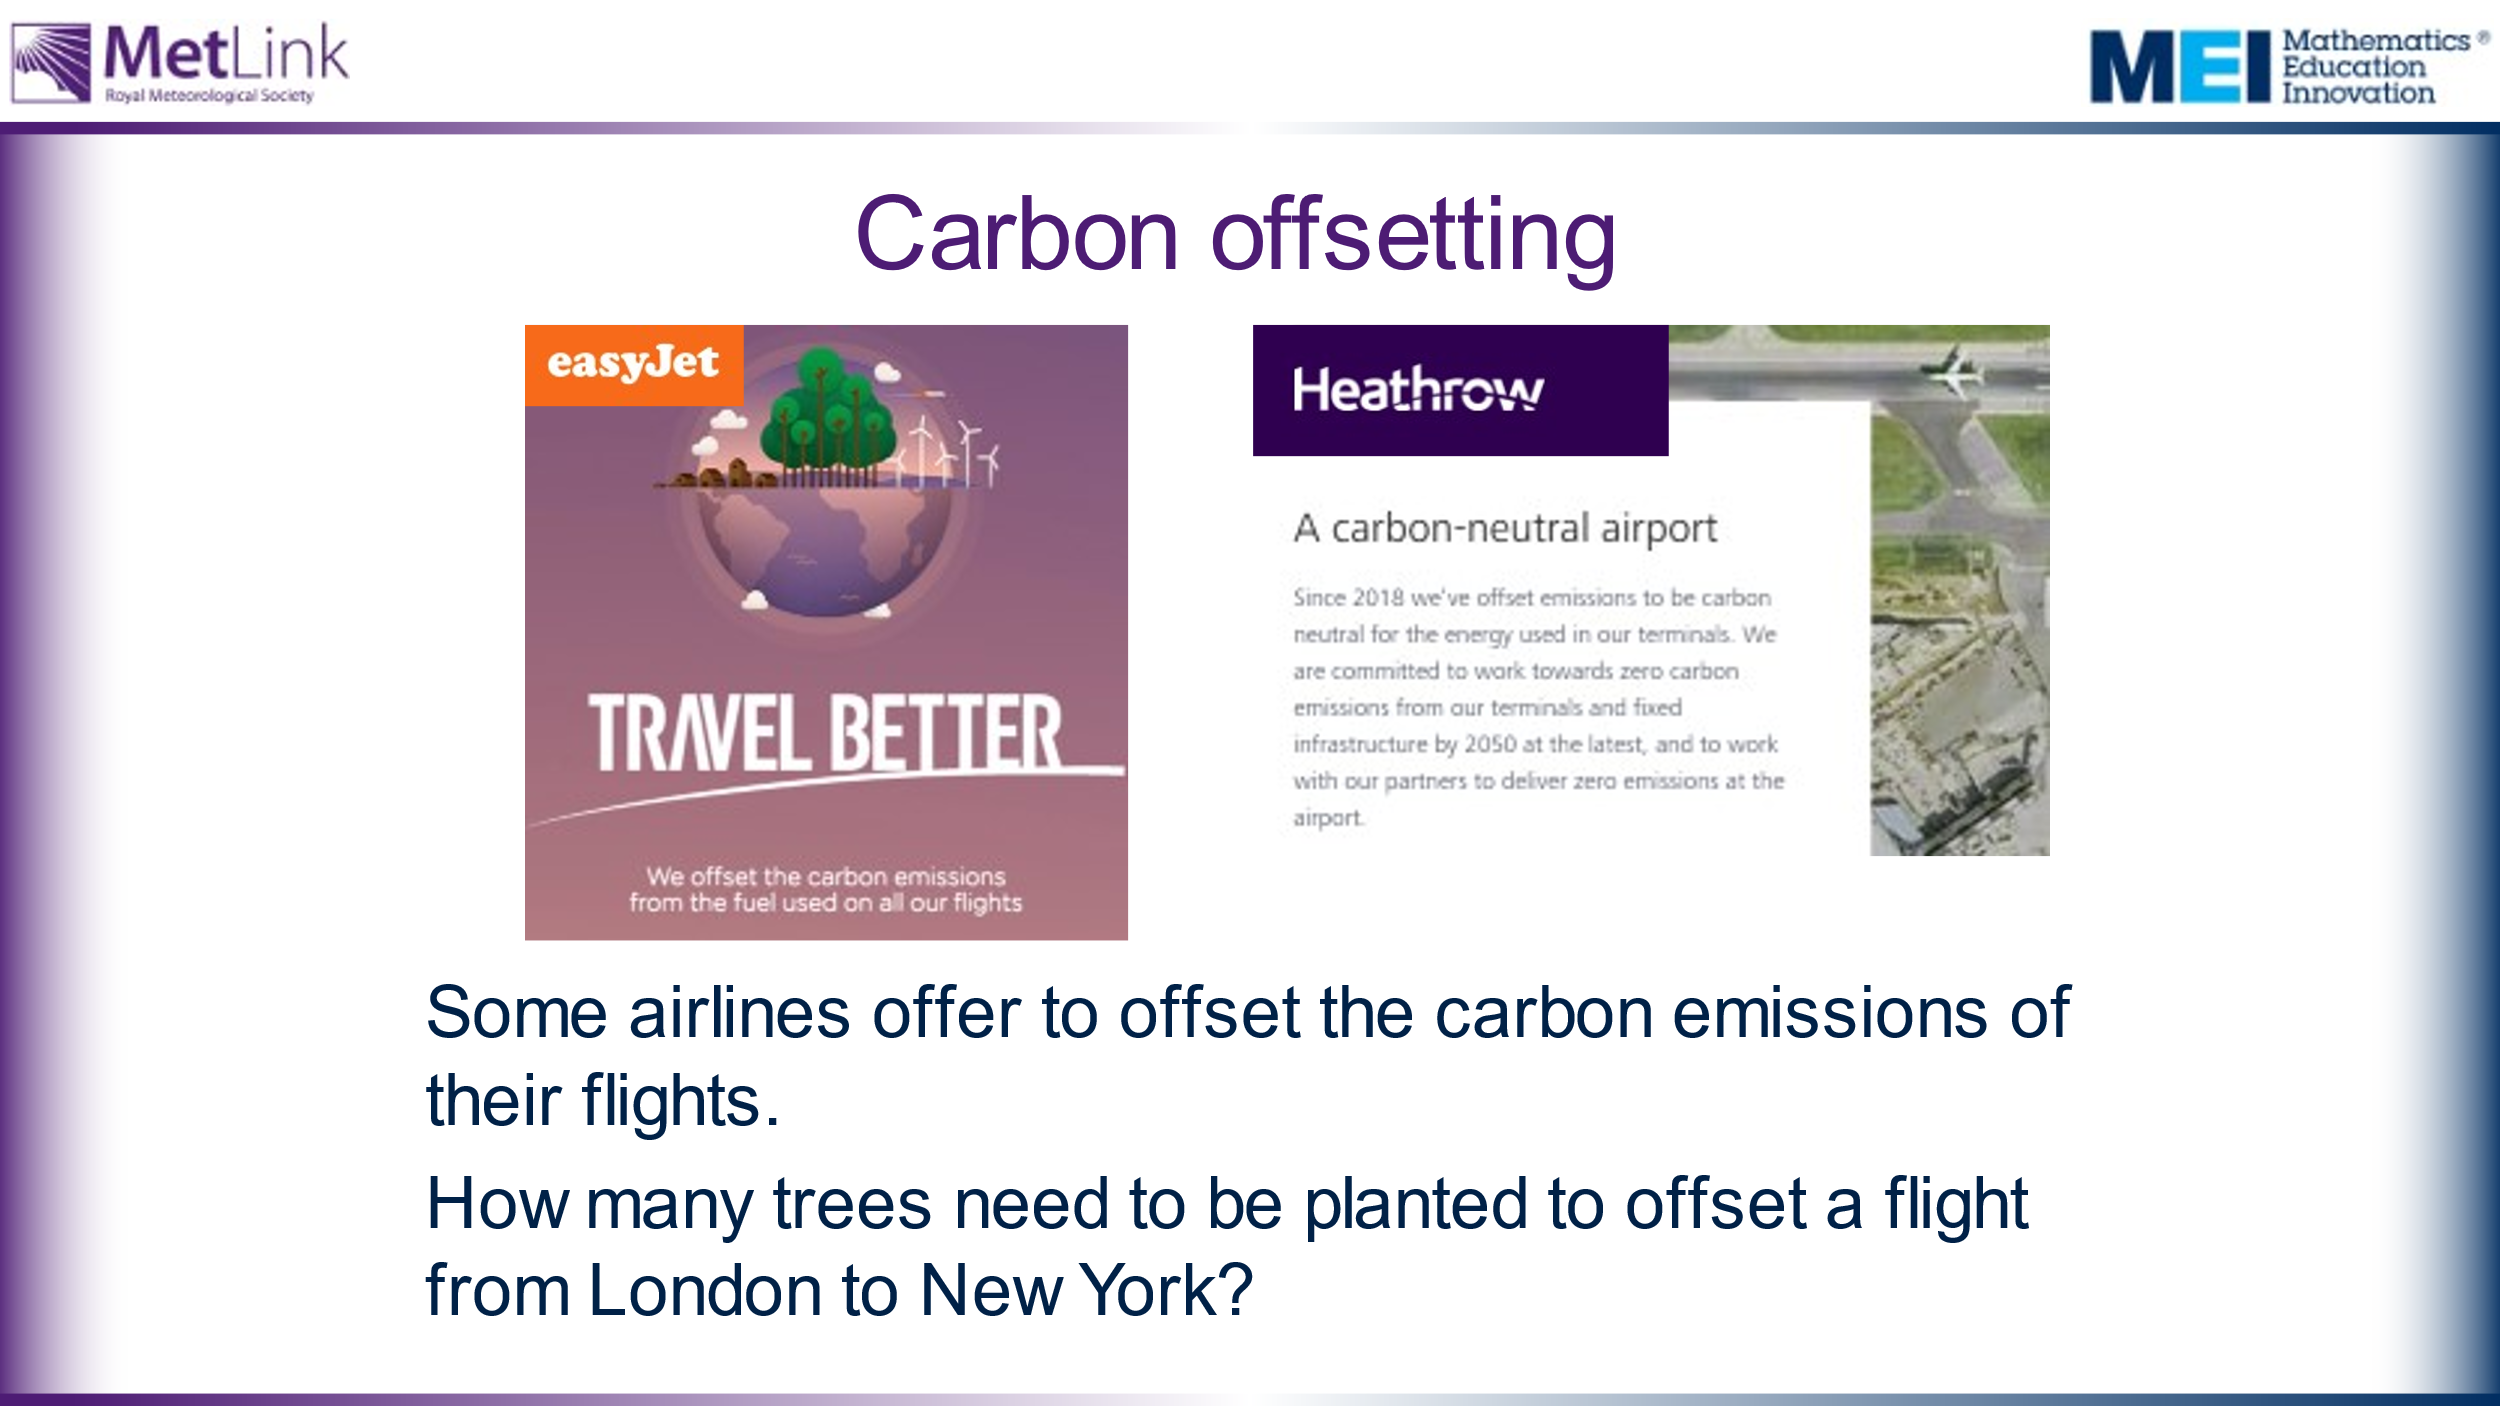 MetLink
Royal Meteorological Society
MEI Mathematics ®
Education
Innovation
Carbon offsetting
easyJet
TRAVEL BETTER
We offset the carbon emissions
from the fuel used on all our flights
Heathrow
A carbon-neutral airport
Since 2018 we've offset emissions to be carbon
neutral for the energy used in our terminals. We
are committed to work towards zero carbon
emissions from our terminals and fixed
infrastructure by 2050 at the latest, and to work
with our partners to deliver zero emissions at the
airport.
Some airlines offer to offset the carbon emissions of
their flights.
How many trees need to be planted to offset a flight
from London to New York?